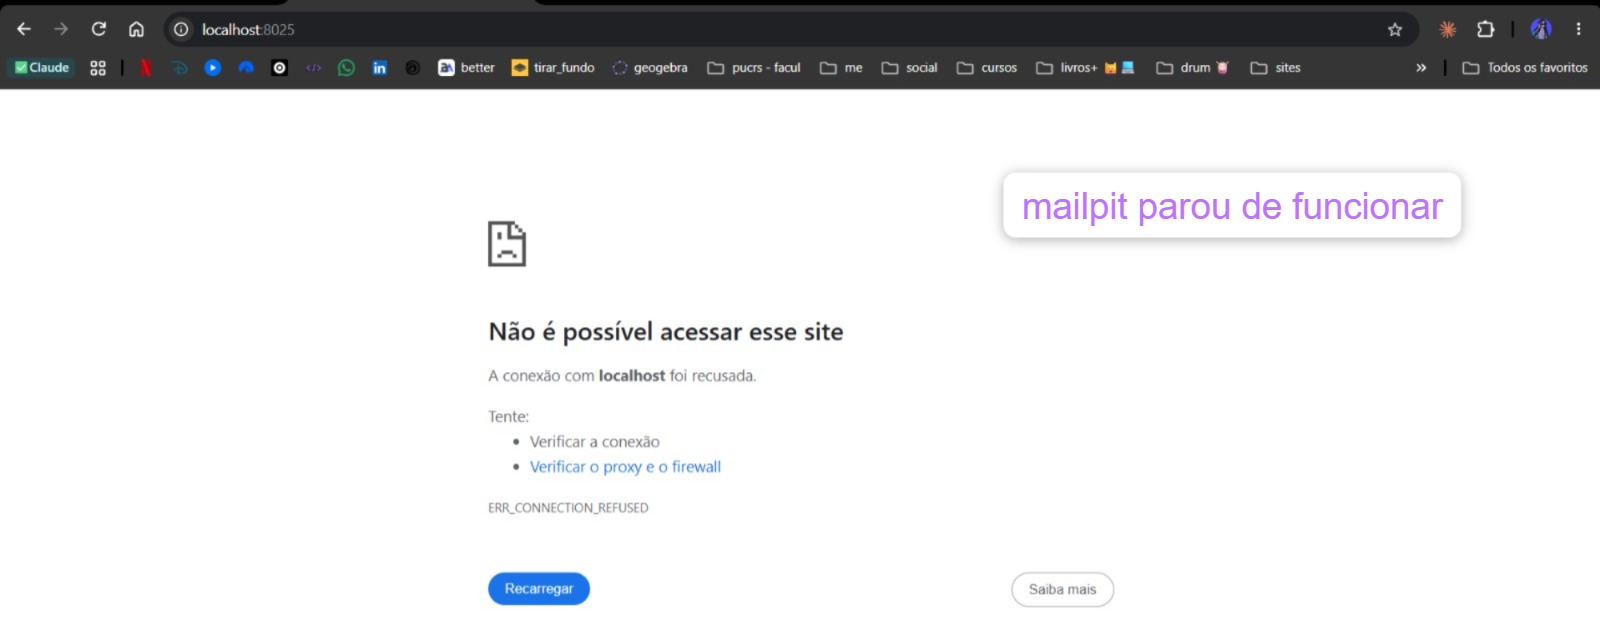 localhost:8025
Claude
better
tirar_fundo
geogebra
pucrs - facul
me
social
cursos
livros+
drum
sites
»
Todos os favoritos
mailpit parou de funcionar
Não é possível acessar esse site
A conexão com localhost foi recusada.
Tente:
• Verificar a conexão
• Verificar o proxy e o firewall
ERR_CONNECTION_REFUSED
Recarregar
Saiba mais